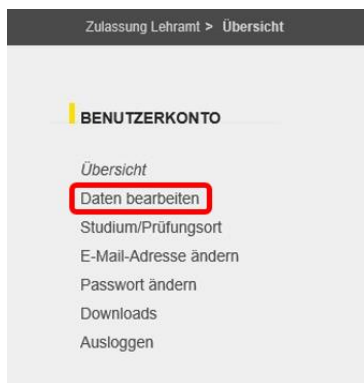 Zulassung Lehramt > Übersicht
BENUTZERKONTO
Übersicht
Daten bearbeiten
Studium/Prüfungsort
E-Mail-Adresse ändern
Passwort ändern
Downloads
Ausloggen